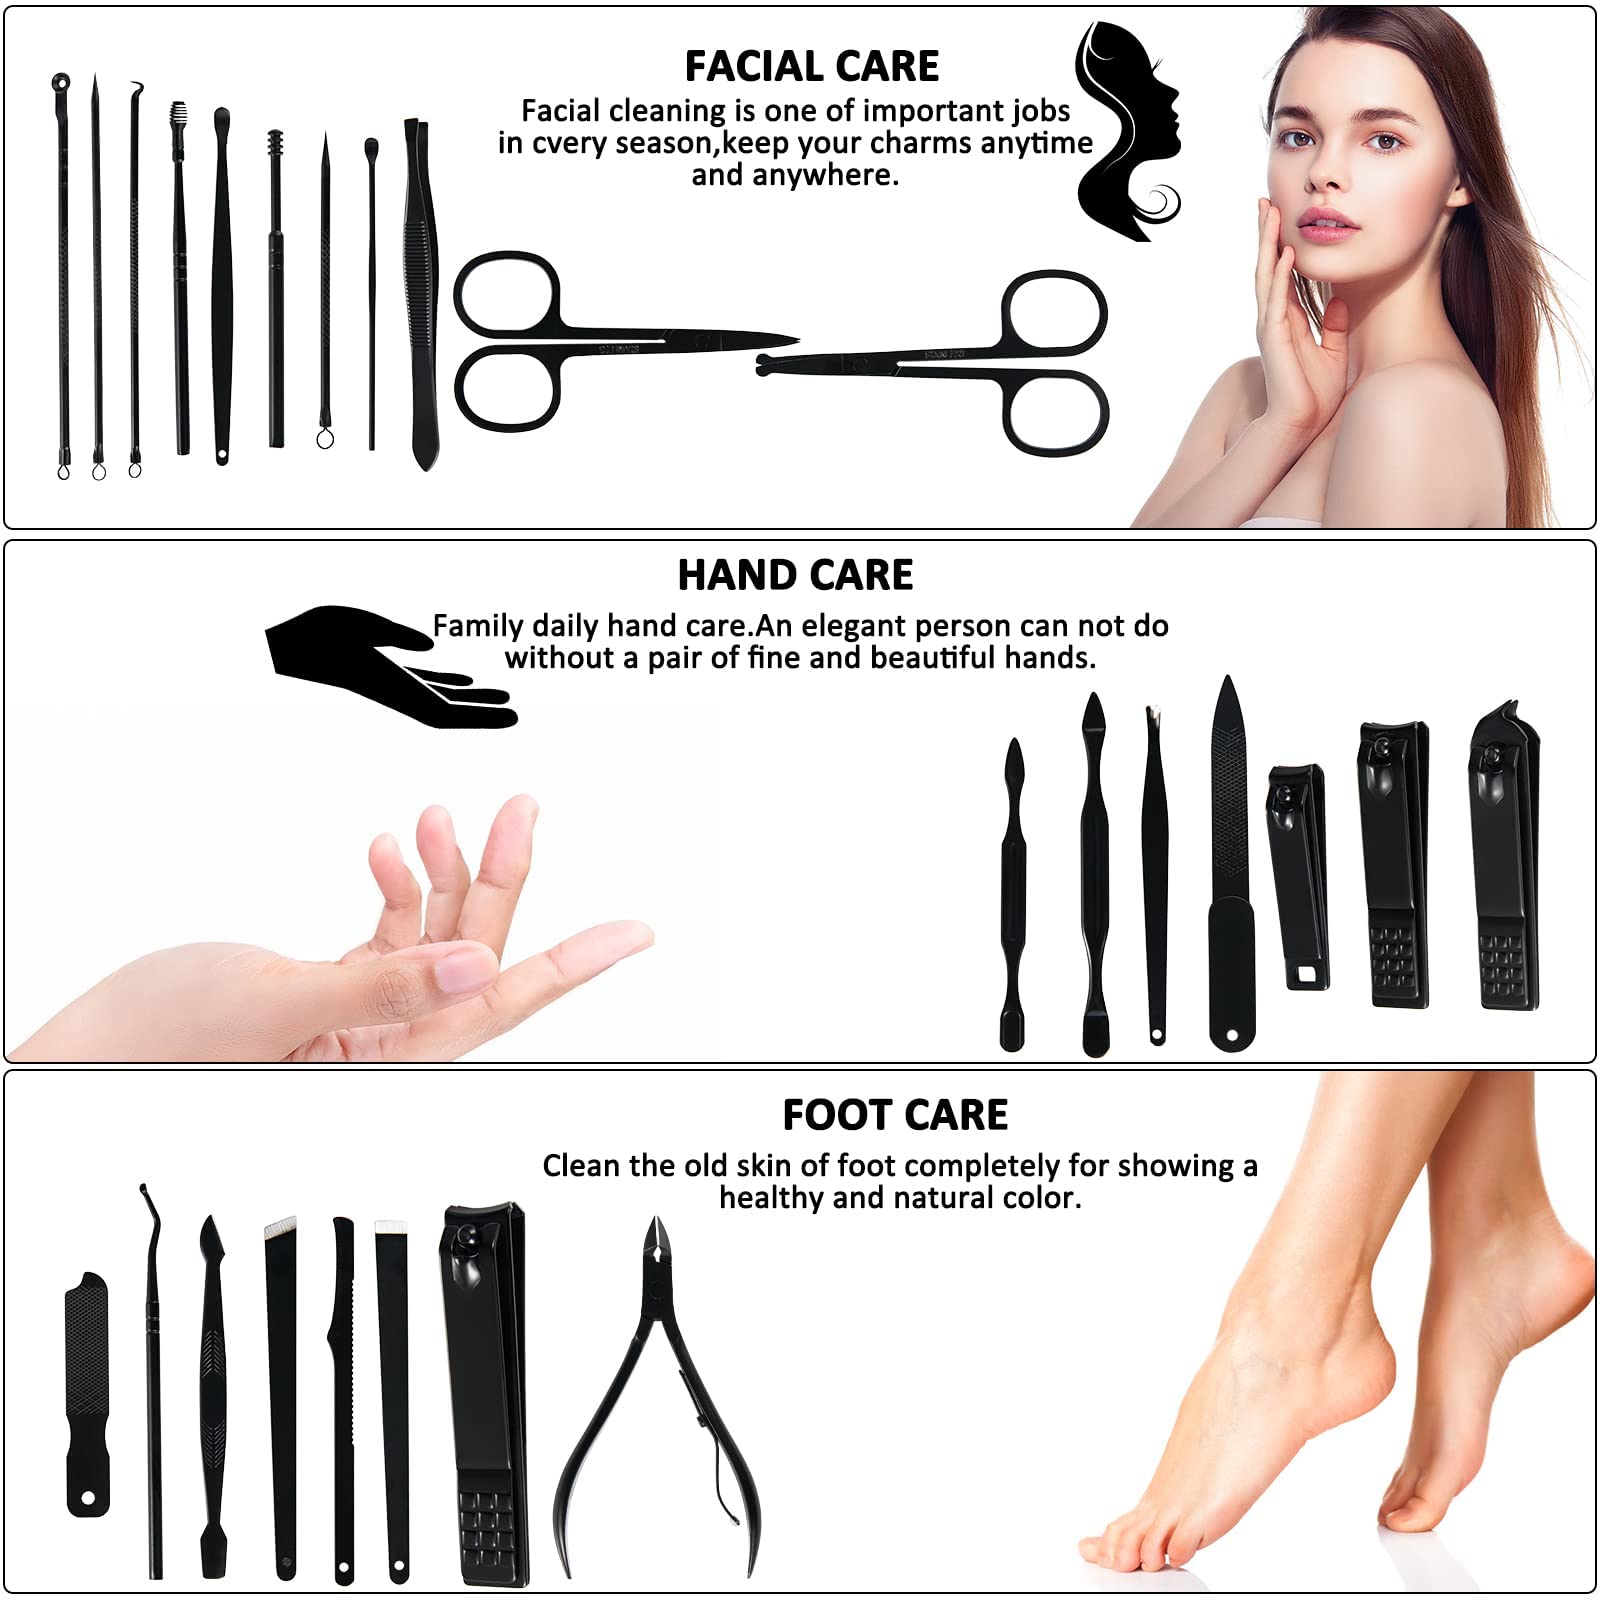 FACIAL CARE
Facial cleaning is one of important jobs
in cvery season,keep your charms anytime
and anywhere.
HAND CARE
Family daily hand care.An elegant person can not do
without a pair of fine and beautiful hands.
FOOT CARE
Clean the old skin of foot completely for showing a
healthy and natural color.